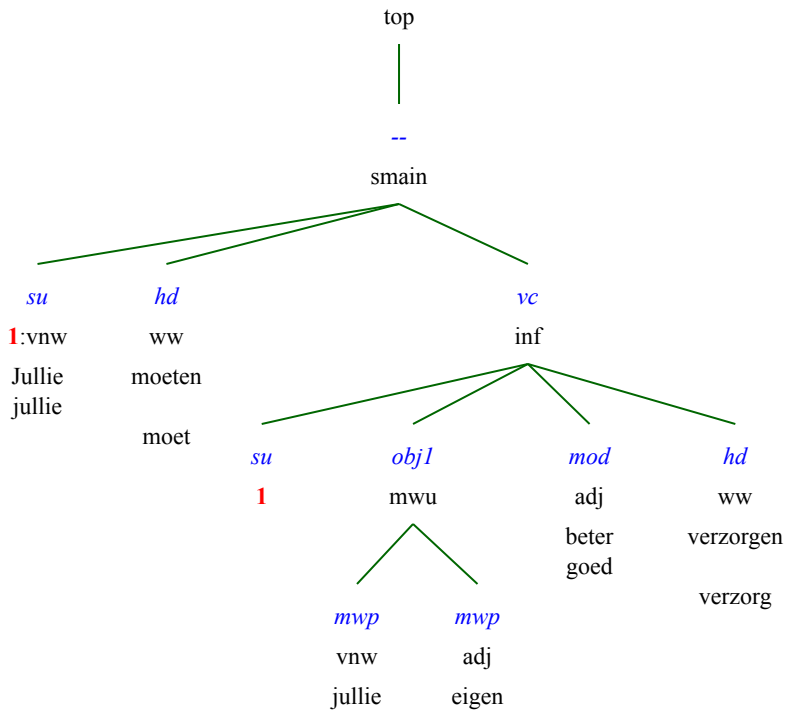 top
--
smain
su hd vc
1:vnw ww inf
Jullie moeten
jullie
moet
su obj1 mod hd
1 mwu adj ww
beter verzorgen
goed
verzorg
mwp mwp
vnw adj
jullie eigen